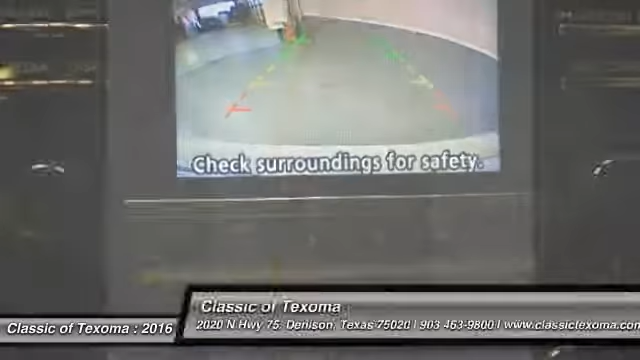 Check surroundings for safety.
Classic of Texoma
2020 N Hwy 75, Denison, Texas 75020 | 903 463-9800 | www.classictexoma.com
Classic of Texoma : 2016